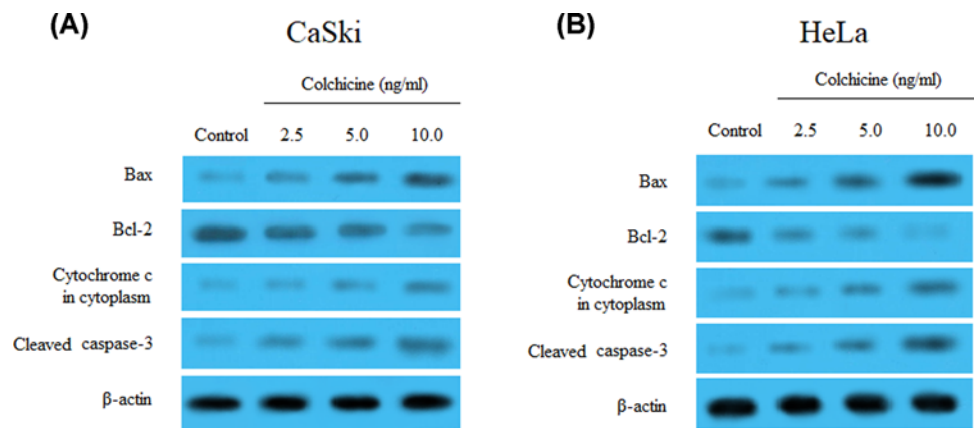 (A)
CaSki
Colchicine (ng/ml)
Control 2.5 5.0 10.0
Bax
Bcl-2
Cytochrome c
in cytoplasm
Cleaved caspase-3
β-actin
(B)
HeLa
Colchicine (ng/ml)
Control 2.5 5.0 10.0
Bax
Bcl-2
Cytochrome c
in cytoplasm
Cleaved caspase-3
β-actin